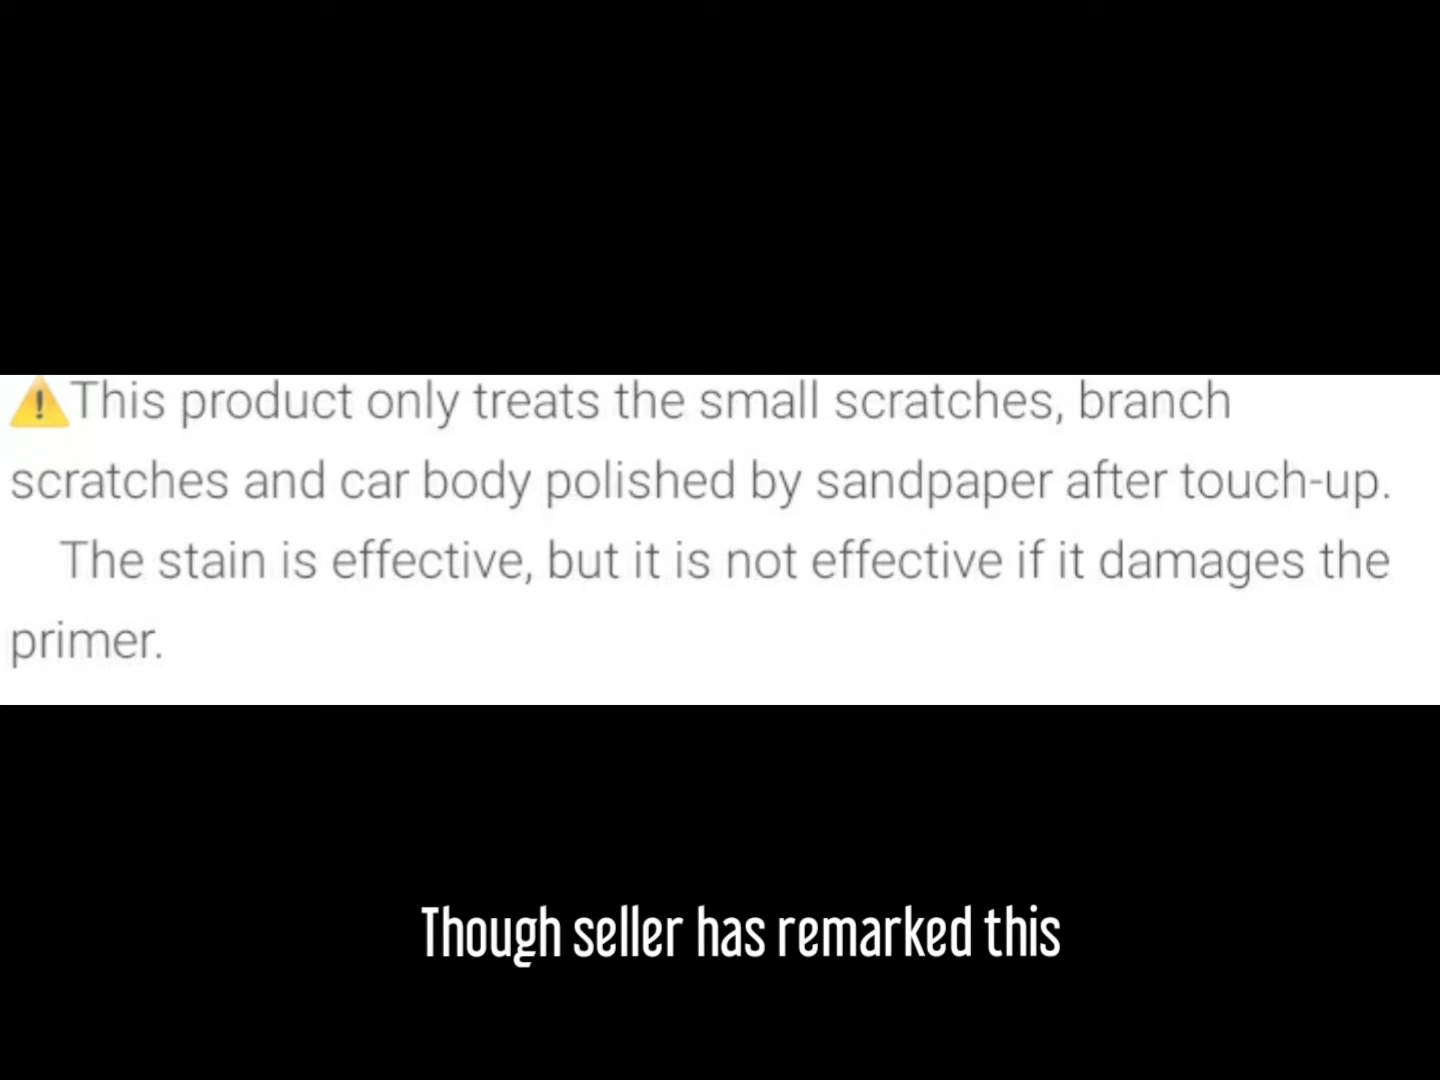 ⚠️This product only treats the small scratches, branch
scratches and car body polished by sandpaper after touch-up.
The stain is effective, but it is not effective if it damages the
primer.
Though seller has remarked this